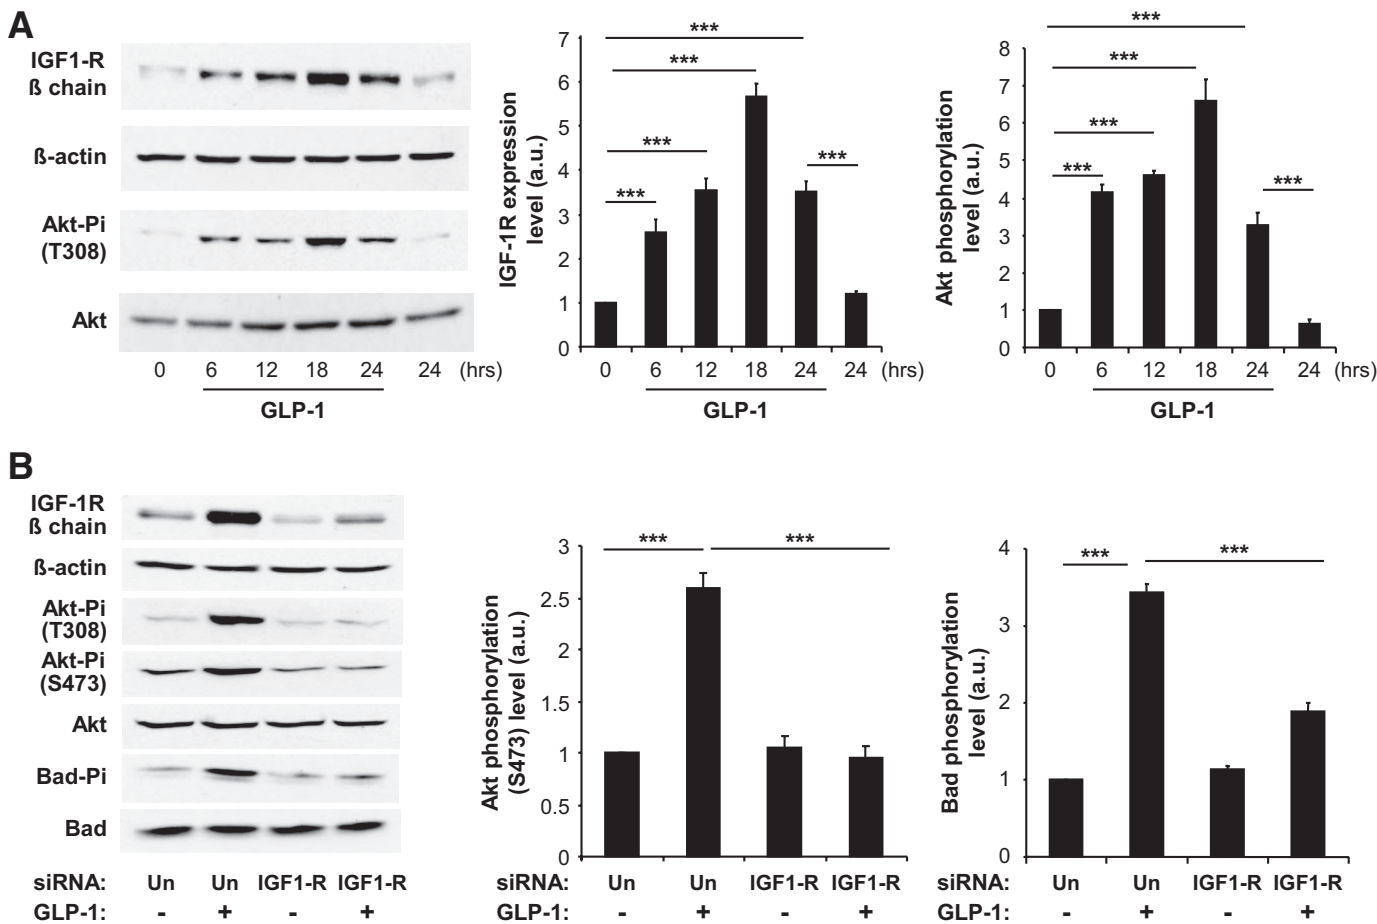 A
IGF1-R
ß chain
ß-actin
Akt-Pi
(T308)
Akt
0 6 12 18 24 24 (hrs)
GLP-1
IGF-1R expression
level (a.u.)
7
6
5
4
3
2
1
0
***
***
***
***
***
0 6 12 18 24 24 (hrs)
GLP-1
Akt phosphorylation
level (a.u.)
8
7
6
5
4
3
2
1
0
***
***
***
***
***
0 6 12 18 24 24 (hrs)
GLP-1
B
IGF-1R
ß chain
ß-actin
Akt-Pi
(T308)
Akt-Pi
(S473)
Akt
Bad-Pi
Bad
siRNA: Un Un IGF1-R IGF1-R
GLP-1: - + - +
Akt phosphorylation
(S473) level (a.u.)
3
2.5
2
1.5
1
0.5
0
*** ***
siRNA: Un Un IGF1-R IGF1-R
GLP-1: - + - +
Bad phosphorylation
level (a.u.)
4
3
2
1
0
*** ***
siRNA: Un Un IGF1-R IGF1-R
GLP-1: - + - +